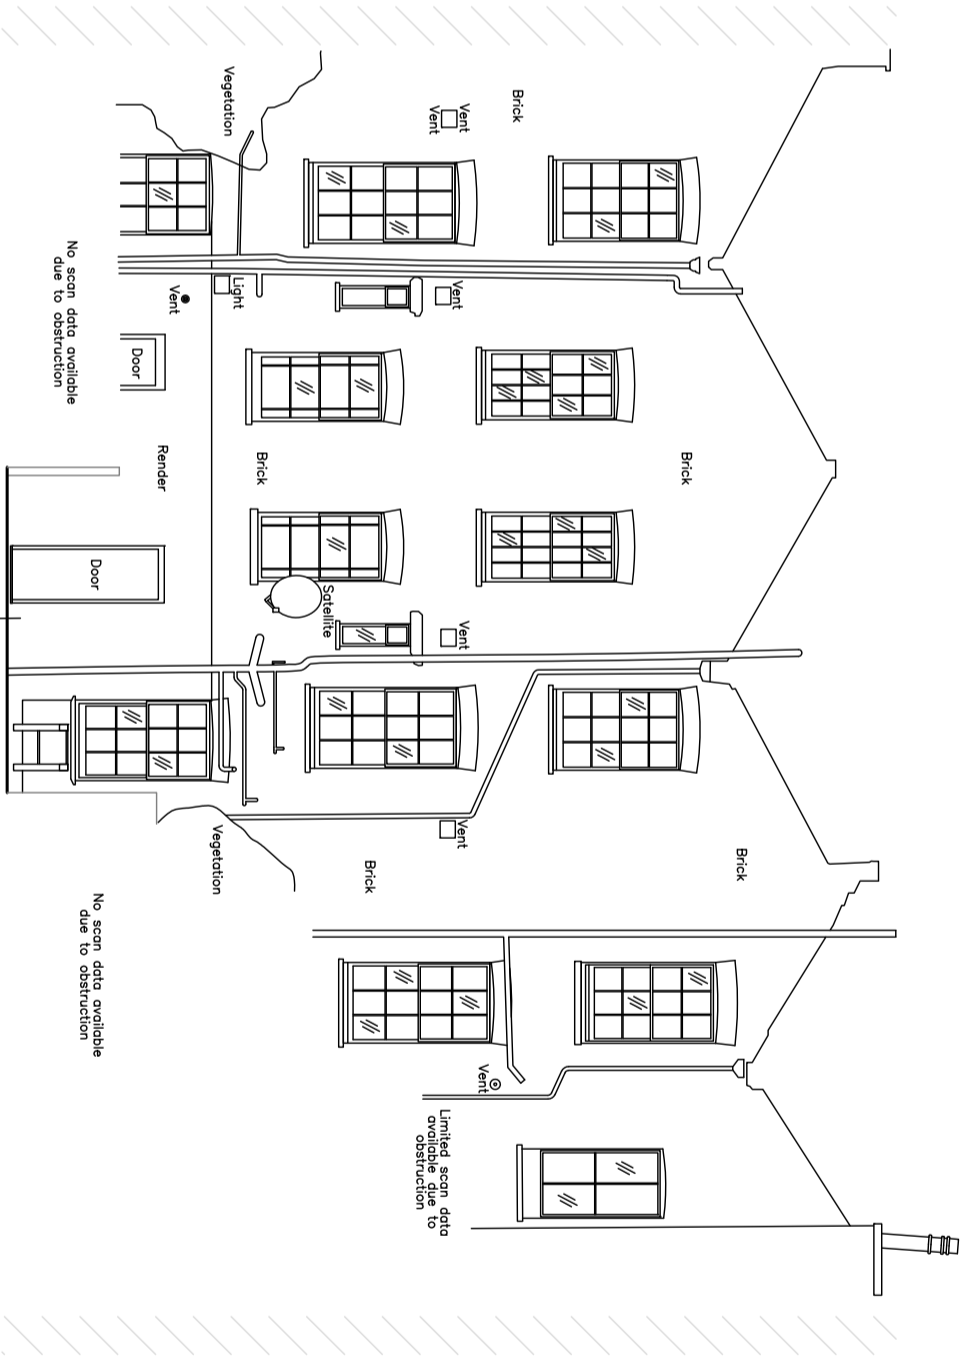 Brick
Brick
Brick
Vent
Vent
Vent
Vent
Vent
Limited scan data
available due to
obstruction
Vent
Brick
Satellite
Brick
Light
Vegetation
Vegetation
Vent
Render
Door
No scan data available
due to obstruction
Door
No scan data available
due to obstruction